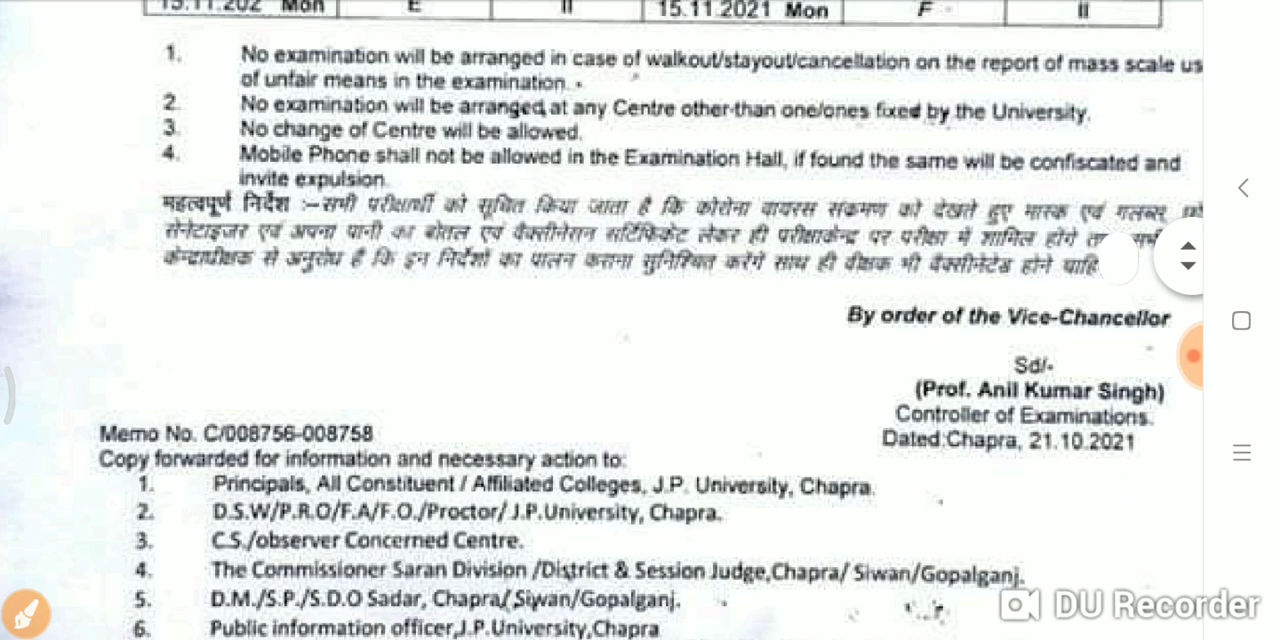 15.11.202 Mon E II 15.11.2021 Mon F II
1. No examination will be arranged in case of walkout/stayout/cancellation on the report of mass scale us
of unfair means in the examination.
2. No examination will be arranged at any Centre other than one/ones fixed by the University.
3. No change of Centre will be allowed.
4. Mobile Phone shall not be allowed in the Examination Hall, if found the same will be confiscated and
invite expulsion.
महत्वपूर्ण निर्देश :–सभी परीक्षार्थी को सूचित किया जाता है कि कोरोना वायरस संक्रमण को देखते हुए मास्क एवं गलब्स
सेनेटाइजर एवं अपना पानी का बोतल एवं वैक्सीनेसन सर्टिफिकेट लेकर ही परीक्षाकेन्द्र पर परीक्षा में शामिल होंगे
केन्द्राधीक्षक से अनुरोध है कि इन निर्देशों का पालन कराना सुनिश्चित करेंगे साथ ही वीक्षक भी वैक्सीनेटेड होने चाहि
By order of the Vice-Chancellor
Sd/-
(Prof. Anil Kumar Singh)
Controller of Examinations.
Dated:Chapra, 21.10.2021
Memo No. C/008756-008758
Copy forwarded for information and necessary action to:
1. Principals, All Constituent / Affiliated Colleges, J.P. University, Chapra.
2. D.S.W/P.R.O/F.A/F.O./Proctor/ J.P.University, Chapra.
3. C.S./observer Concerned Centre.
4. The Commissioner Saran Division /District & Session Judge,Chapra/ Siwan/Gopalganj.
5. D.M./S.P./S.D.O Sadar, Chapra/ Siwan/Gopalganj.
6. Public information officer,J.P.University,Chapra
DU Recorder